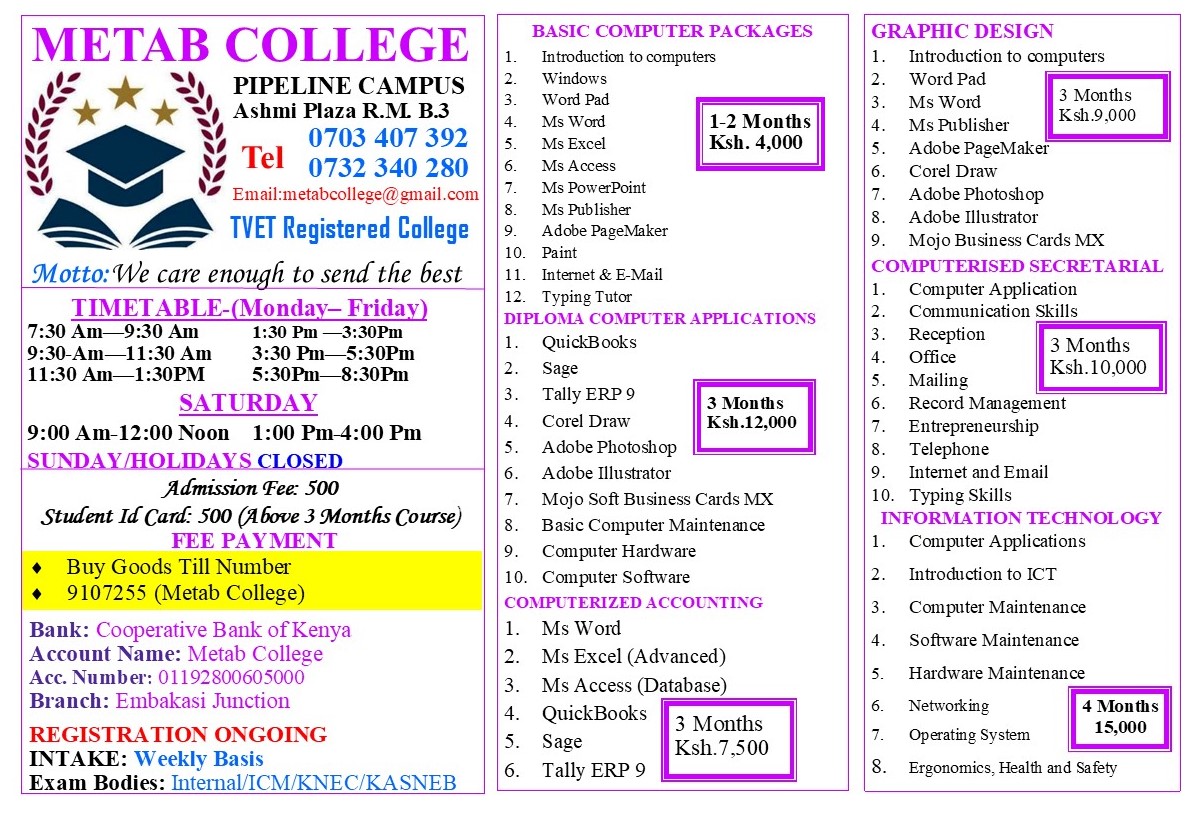 METAB COLLEGE
PIPELINE CAMPUS
Ashmi Plaza R.M. B.3
Tel
0703 407 392
0732 340 280
Email:metabcollege@gmail.com
TVET Registered College
Motto:We care enough to send the best
TIMETABLE-(Monday– Friday)
7:30 Am—9:30 Am 1:30 Pm —3:30Pm
9:30-Am—11:30 Am 3:30 Pm—5:30Pm
11:30 Am—1:30PM 5:30Pm—8:30Pm
SATURDAY
9:00 Am-12:00 Noon 1:00 Pm-4:00 Pm
SUNDAY/HOLIDAYS CLOSED
Admission Fee: 500
Student Id Card: 500 (Above 3 Months Course)
FEE PAYMENT
♦ Buy Goods Till Number
♦ 9107255 (Metab College)
Bank: Cooperative Bank of Kenya
Account Name: Metab College
Acc. Number: 01192800605000
Branch: Embakasi Junction
REGISTRATION ONGOING
INTAKE: Weekly Basis
Exam Bodies: Internal/ICM/KNEC/KASNEB
BASIC COMPUTER PACKAGES
1. Introduction to computers
2. Windows
3. Word Pad
4. Ms Word
5. Ms Excel
6. Ms Access
7. Ms PowerPoint
8. Ms Publisher
9. Adobe PageMaker
10. Paint
11. Internet & E-Mail
12. Typing Tutor
1-2 Months
Ksh. 4,000
DIPLOMA COMPUTER APPLICATIONS
1. QuickBooks
2. Sage
3. Tally ERP 9
4. Corel Draw
5. Adobe Photoshop
6. Adobe Illustrator
7. Mojo Soft Business Cards MX
8. Basic Computer Maintenance
9. Computer Hardware
10. Computer Software
3 Months
Ksh.12,000
COMPUTERIZED ACCOUNTING
1. Ms Word
2. Ms Excel (Advanced)
3. Ms Access (Database)
4. QuickBooks
5. Sage
6. Tally ERP 9
3 Months
Ksh.7,500
GRAPHIC DESIGN
1. Introduction to computers
2. Word Pad
3. Ms Word
4. Ms Publisher
5. Adobe PageMaker
6. Corel Draw
7. Adobe Photoshop
8. Adobe Illustrator
9. Mojo Business Cards MX
3 Months
Ksh.9,000
COMPUTERISED SECRETARIAL
1. Computer Application
2. Communication Skills
3. Reception
4. Office
5. Mailing
6. Record Management
7. Entrepreneurship
8. Telephone
9. Internet and Email
10. Typing Skills
3 Months
Ksh.10,000
INFORMATION TECHNOLOGY
1. Computer Applications
2. Introduction to ICT
3. Computer Maintenance
4. Software Maintenance
5. Hardware Maintenance
6. Networking
7. Operating System
8. Ergonomics, Health and Safety
4 Months
15,000